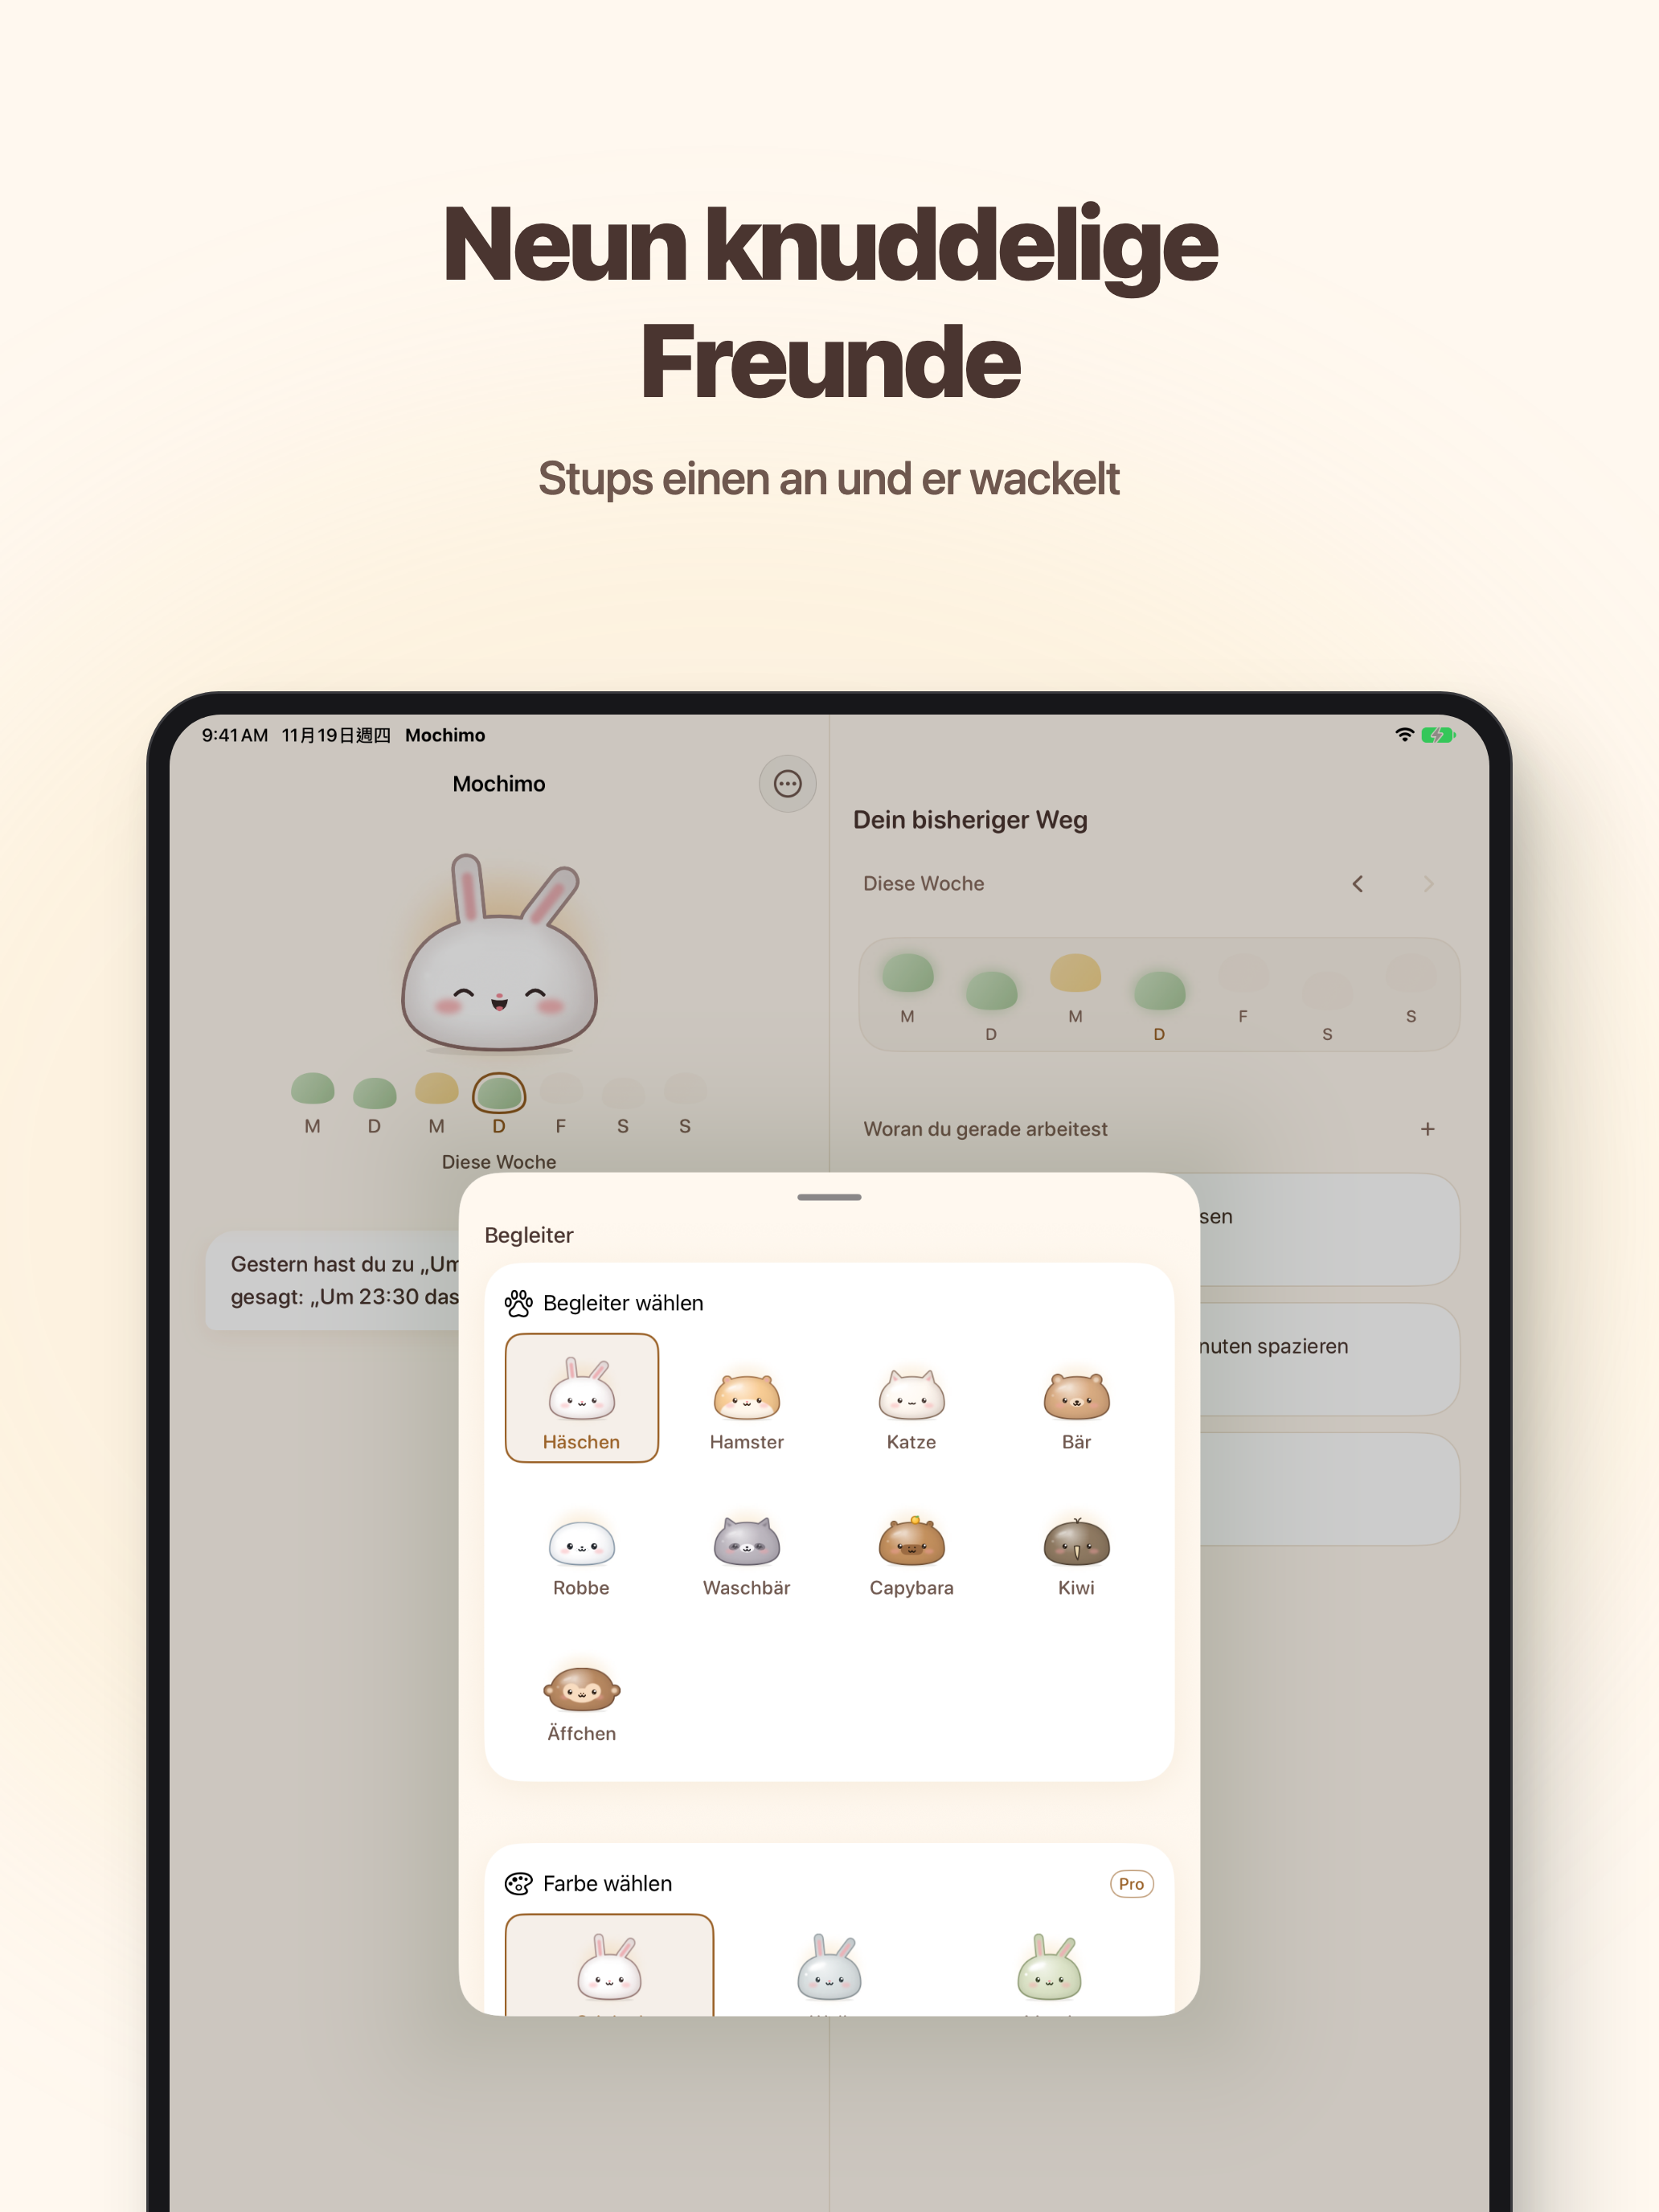 Neun knuddelige
Freunde
Stups einen an und er wackelt
9:41 AM 11月19日週四 Mochimo
Mochimo
Dein bisheriger Weg
Diese Woche
M D M D F S S
M D M D F S S
Diese Woche
Woran du gerade arbeitest
Gestern hast du zu „Um
gesagt: „Um 23:30 das
sen
nuten spazieren
Begleiter
Begleiter wählen
Häschen Hamster Katze Bär
Robbe Waschbär Capybara Kiwi
Äffchen
Farbe wählen Pro